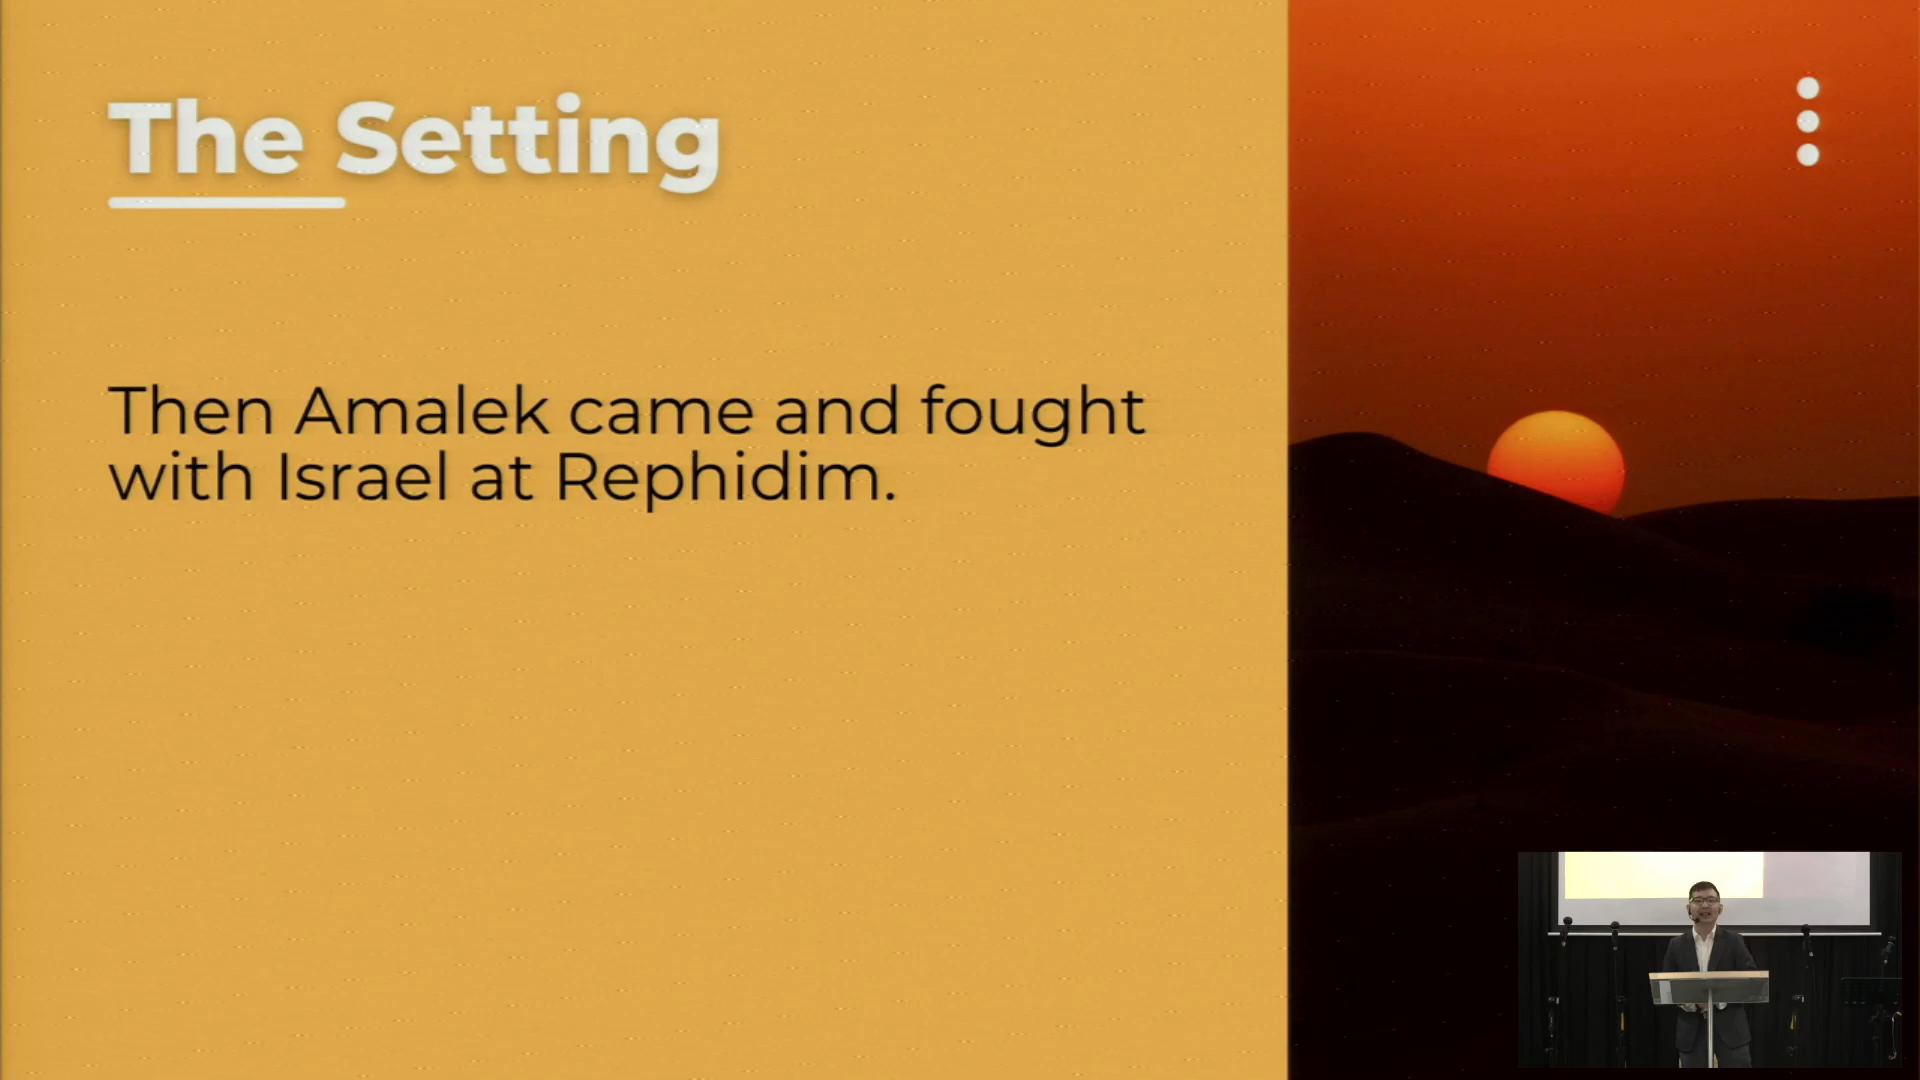 The Setting
Then Amalek came and fought
with Israel at Rephidim.